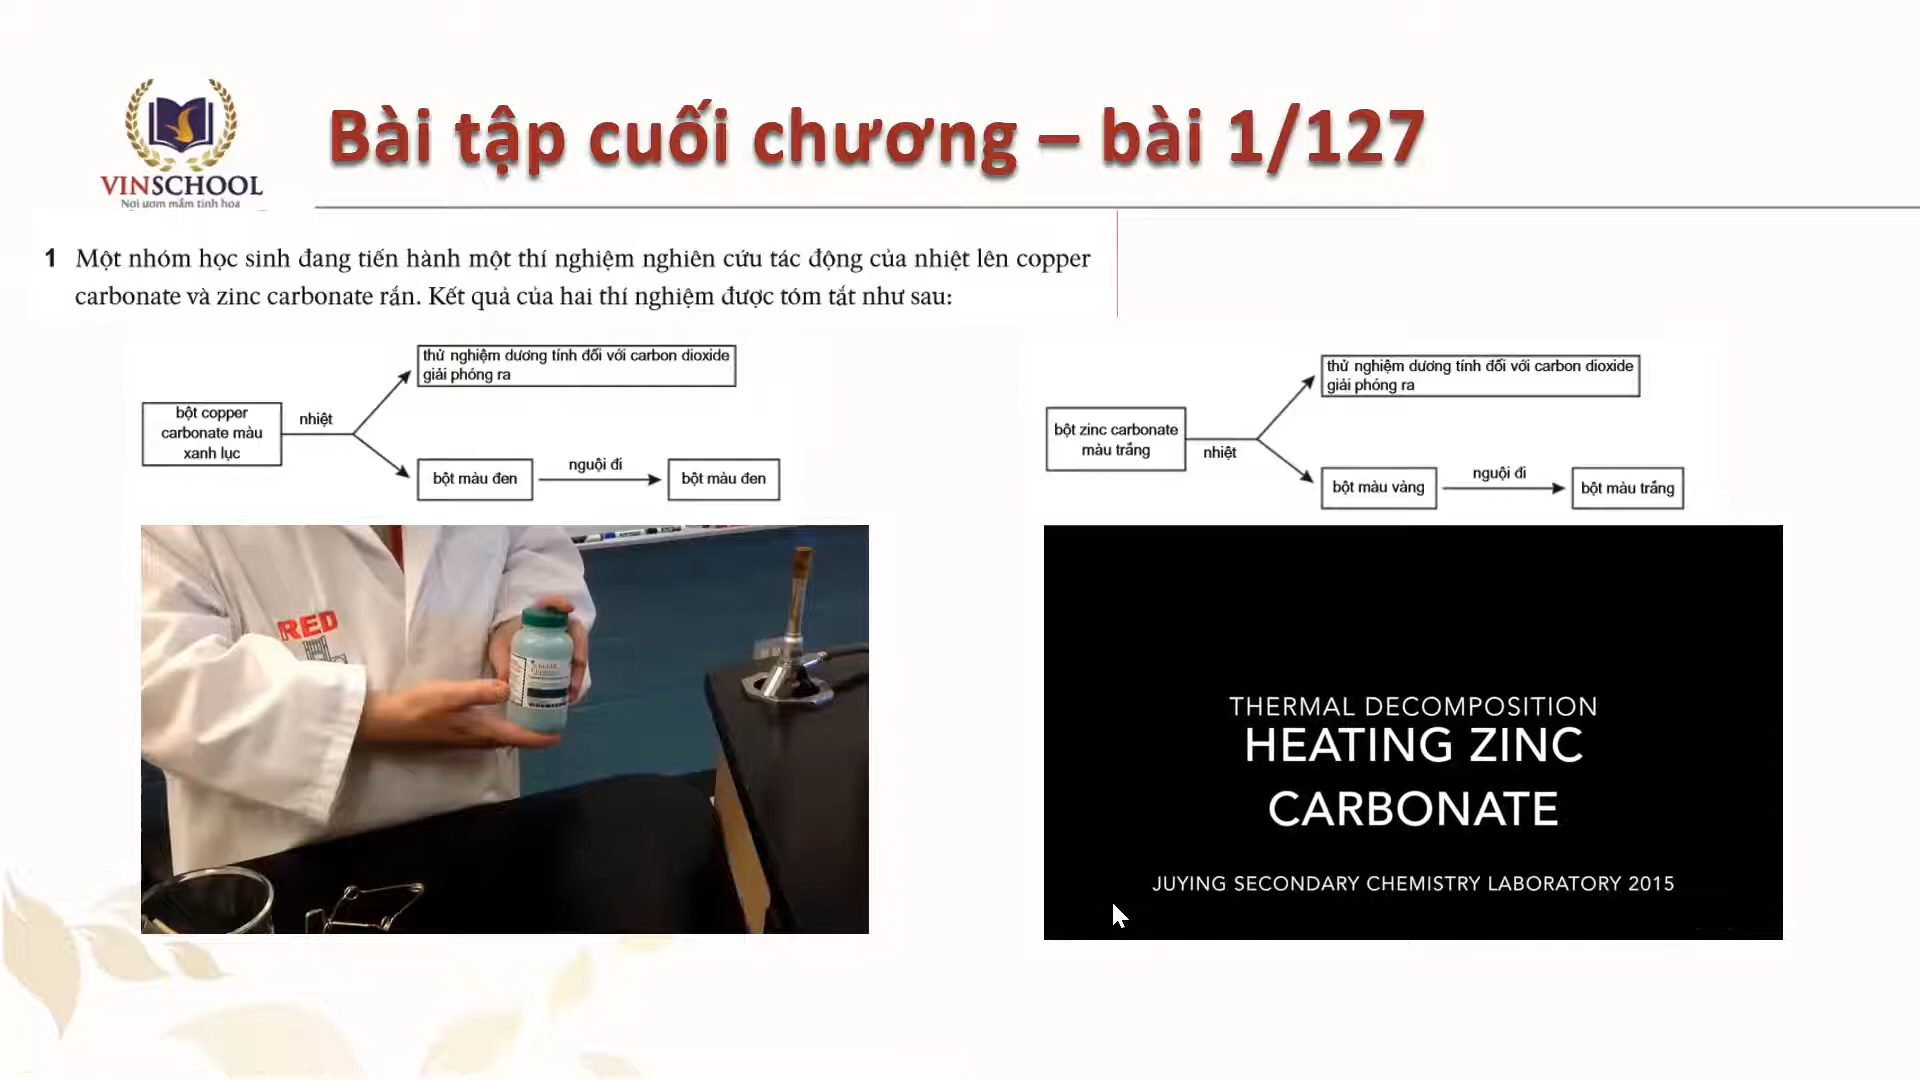 Bài tập cuối chương – bài 1/127
VINSCHOOL
Nơi ươm mầm tinh hoa
1 Một nhóm học sinh đang tiến hành một thí nghiệm nghiên cứu tác động của nhiệt lên copper
carbonate và zinc carbonate rắn. Kết quả của hai thí nghiệm được tóm tắt như sau:
thử nghiệm dương tính đối với carbon dioxide
giải phóng ra
bột copper
carbonate màu
xanh lục
nhiệt
bột màu đen
nguội đi
bột màu đen
thử nghiệm dương tính đối với carbon dioxide
giải phóng ra
bột zinc carbonate
màu trắng
nhiệt
bột màu vàng
nguội đi
bột màu trắng
RED
THERMAL DECOMPOSITION
HEATING ZINC
CARBONATE
JUYING SECONDARY CHEMISTRY LABORATORY 2015